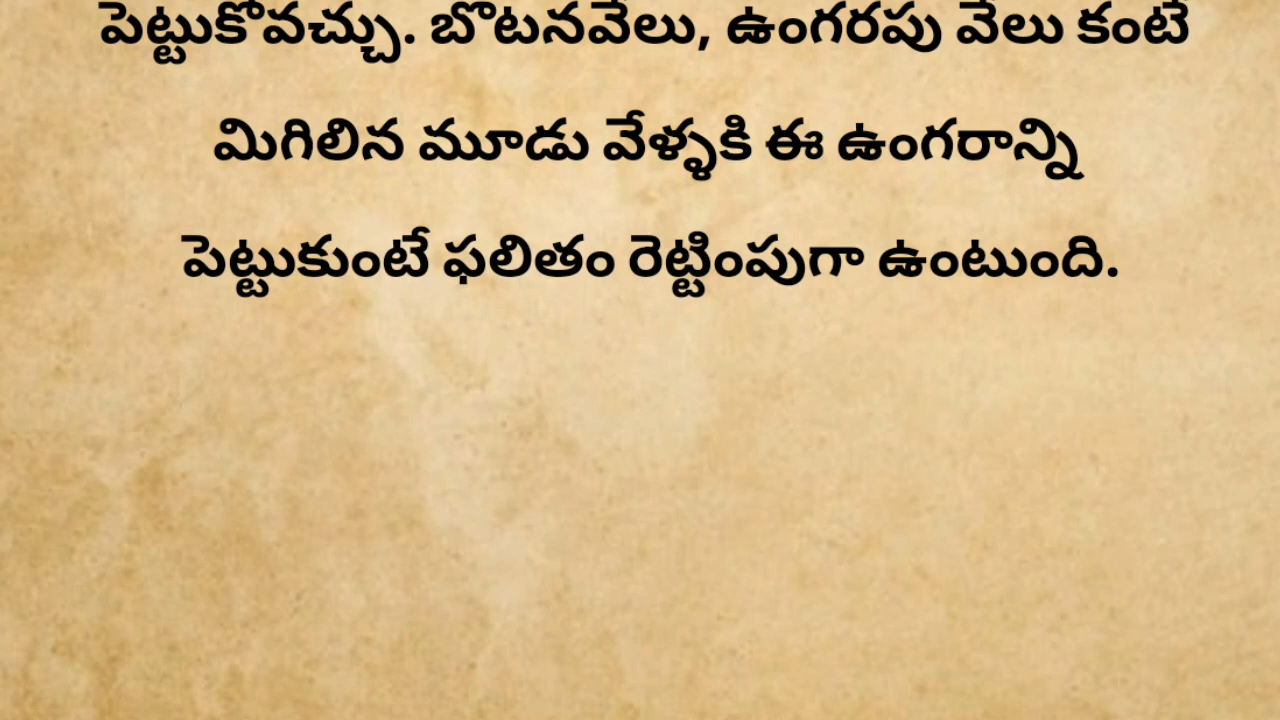 పెట్టుకోవచ్చు. బొటనవేలు, ఉంగరపు వేలు కంటే
మిగిలిన మూడు వేళ్ళకి ఈ ఉంగరాన్ని
పెట్టుకుంటే ఫలితం రెట్టింపుగా ఉంటుంది.